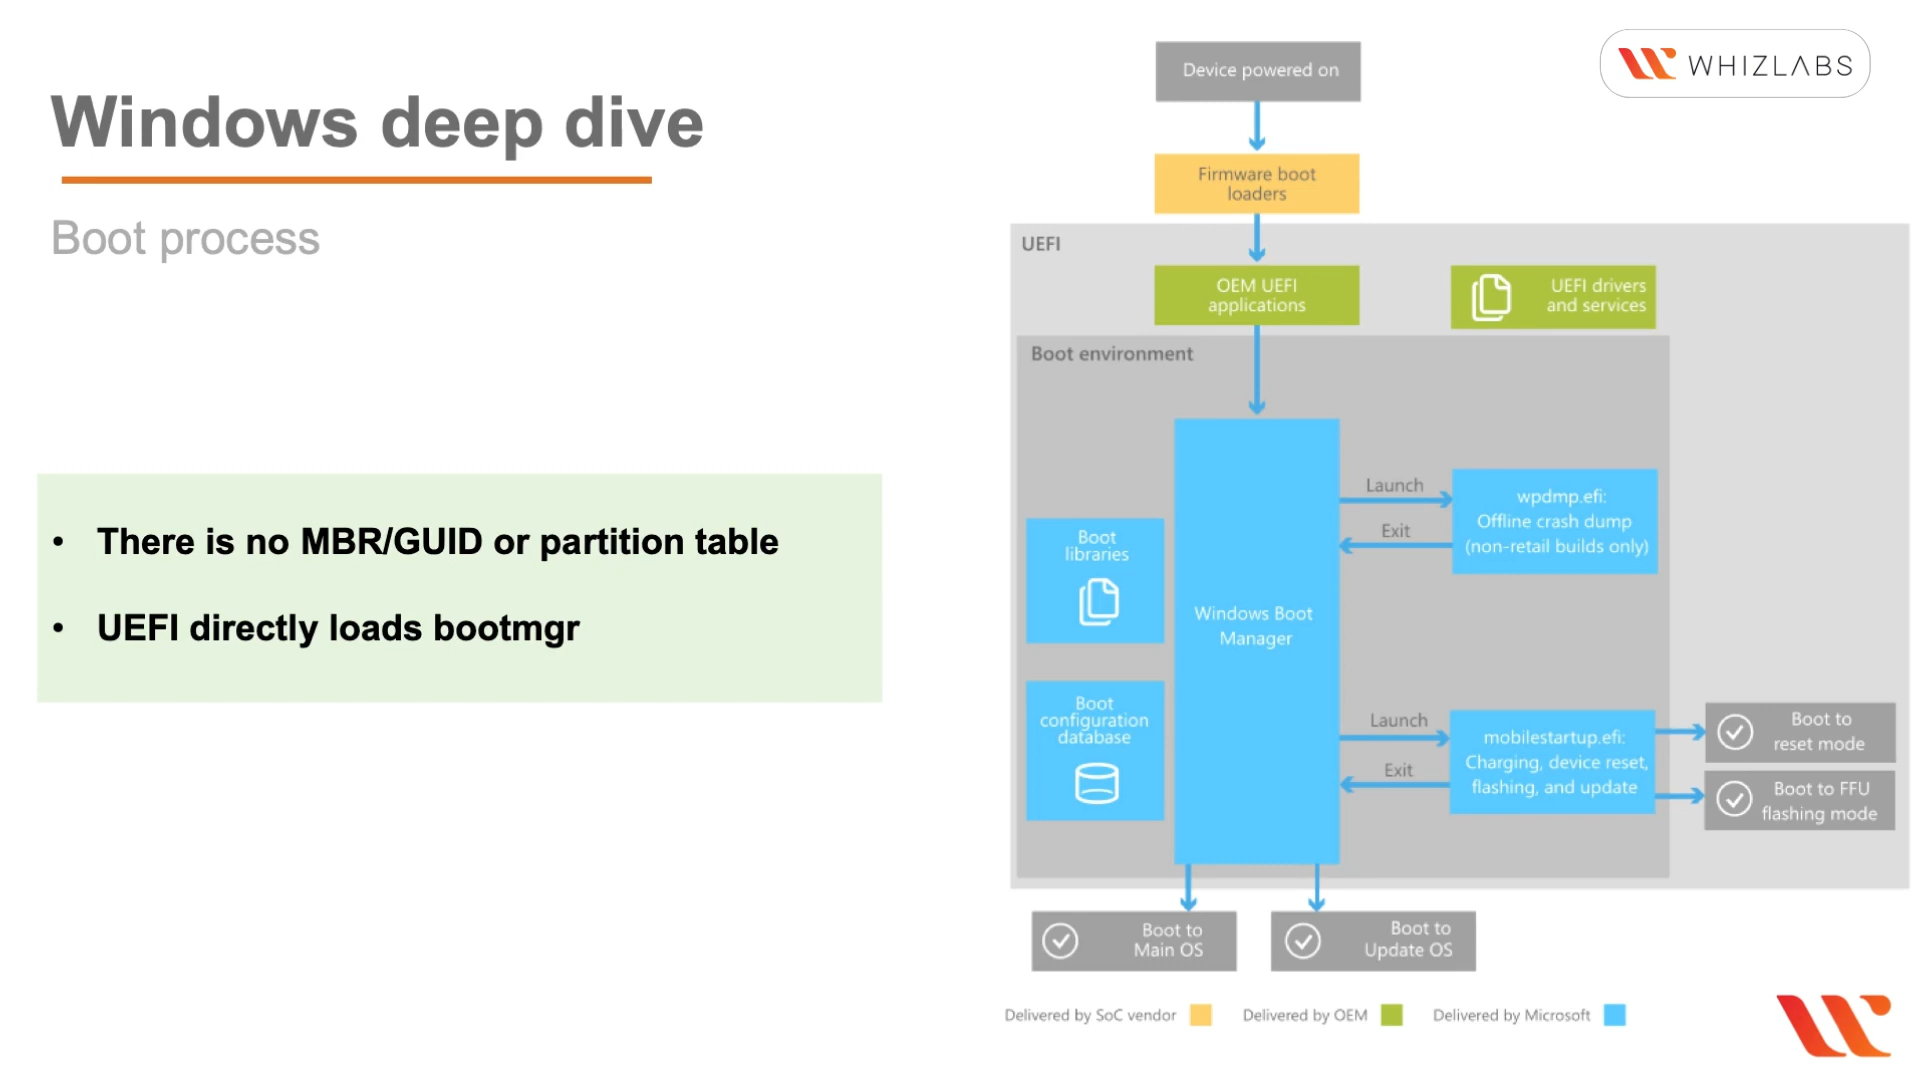 WHIZLABS
Windows deep dive
Boot process
• There is no MBR/GUID or partition table
• UEFI directly loads bootmgr
Device powered on
Firmware boot
loaders
UEFI
OEM UEFI
applications
UEFI drivers
and services
Boot environment
Boot
libraries
Boot
configuration
database
Windows Boot
Manager
Launch
Exit
wpdmp.efi:
Offline crash dump
(non-retail builds only)
Launch
Exit
mobilestartup.efi:
Charging, device reset,
flashing, and update
Boot to
reset mode
Boot to FFU
flashing mode
Boot to
Main OS
Boot to
Update OS
Delivered by SoC vendor
Delivered by OEM
Delivered by Microsoft